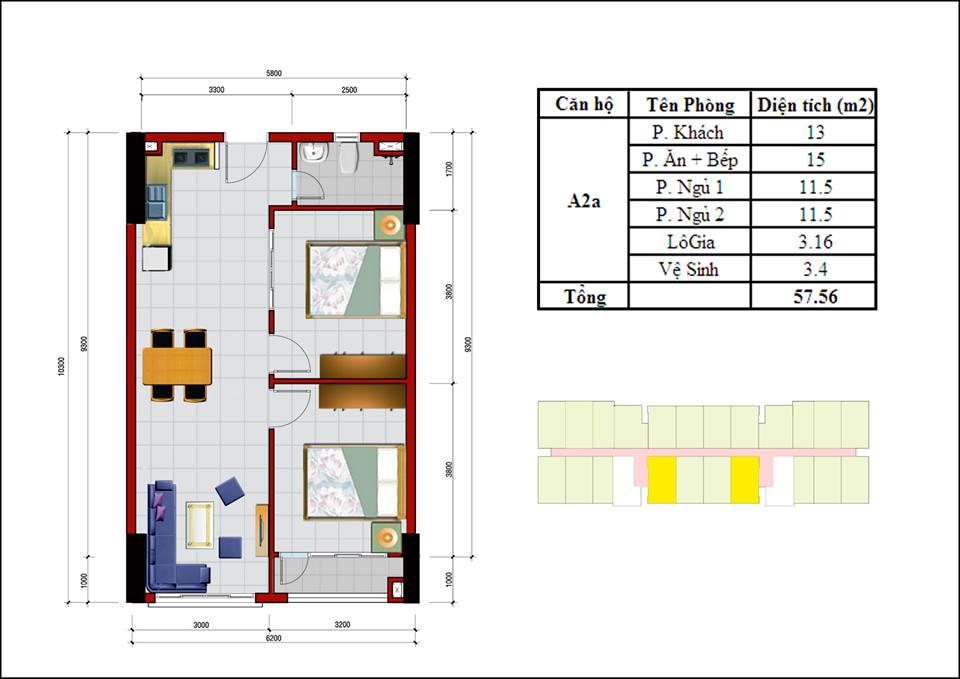 5800
3300 2500
10300
9300
1000
1700
3800
3800
1000
9300
3000 3200
6200
Căn hộ Tên Phòng Diện tích (m2)
A2a
P. Khách 13
P. Ăn + Bếp 15
P. Ngủ 1 11.5
P. Ngủ 2 11.5
LôGia 3.16
Vệ Sinh 3.4
Tổng 57.56